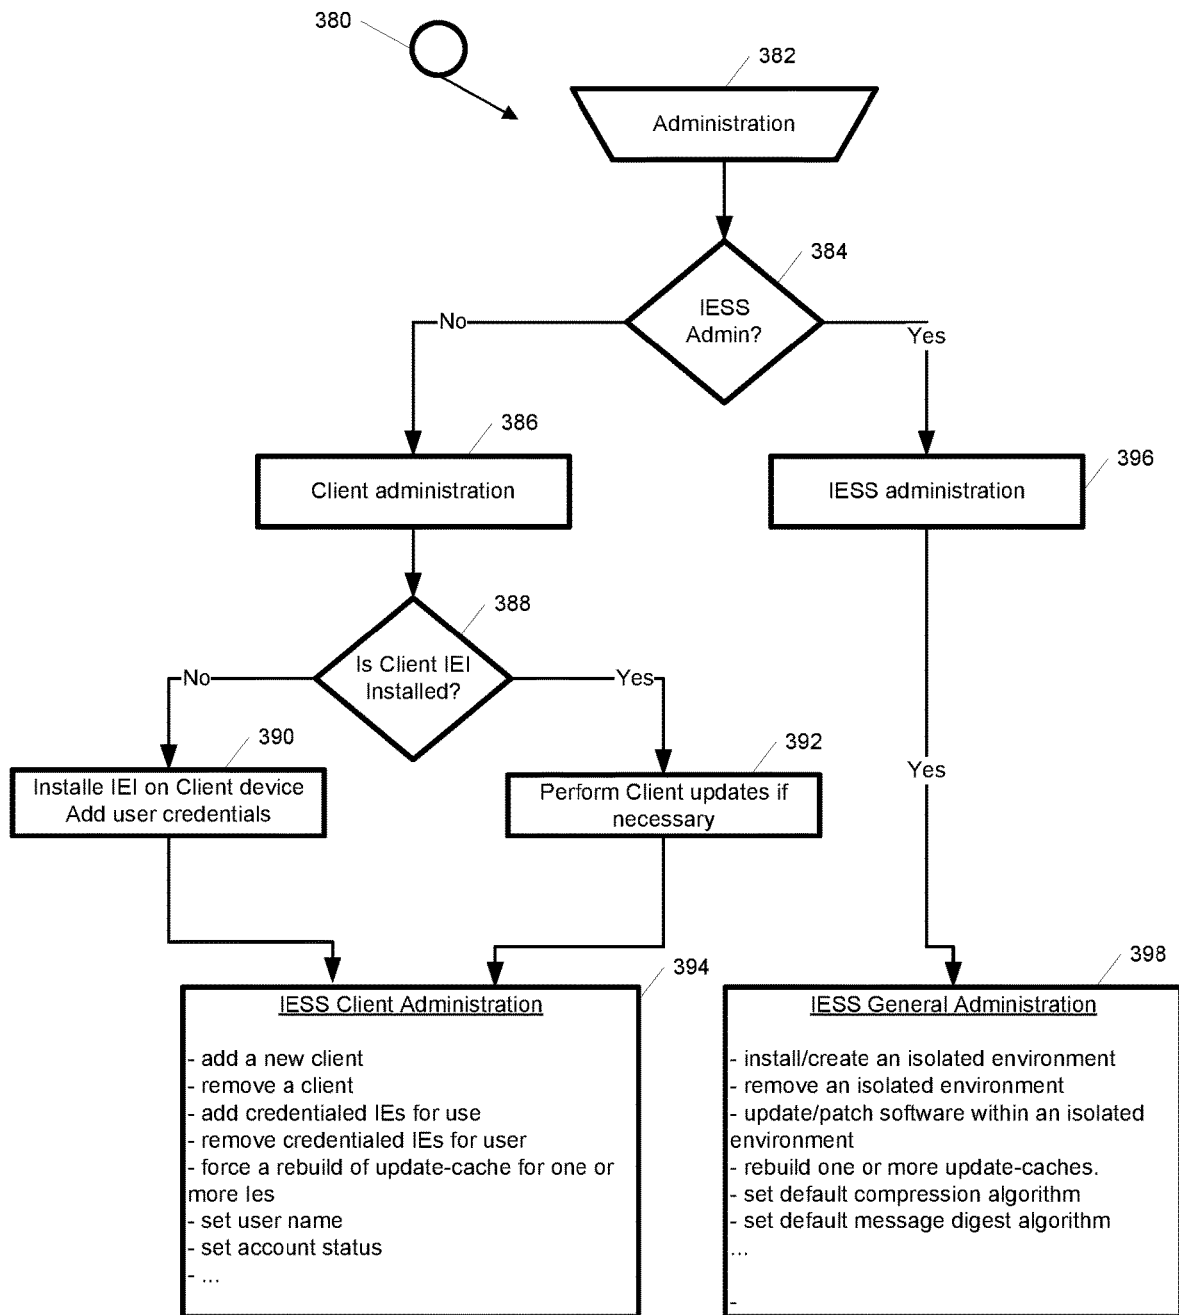 380
382
Administration
384
IESS
Admin?
No
Yes
386
Client administration
396
IESS administration
388
Is Client IEI
Installed?
No
Yes
390
Installe IEI on Client device
Add user credentials
392
Perform Client updates if
necessary
Yes
394
IESS Client Administration
- add a new client
- remove a client
- add credentialed IEs for use
- remove credentialed IEs for user
- force a rebuild of update-cache for one or
more Ies
- set user name
- set account status
- ...
398
IESS General Administration
- install/create an isolated environment
- remove an isolated environment
- update/patch software within an isolated
environment
- rebuild one or more update-caches.
- set default compression algorithm
- set default message digest algorithm
...
-